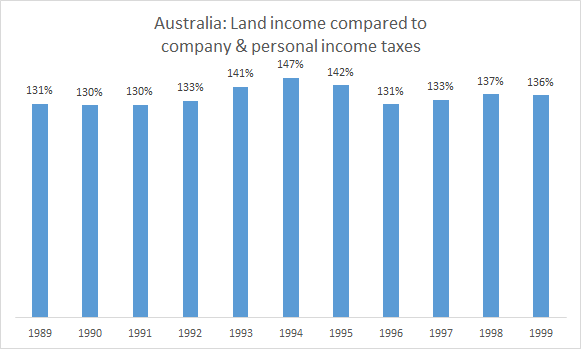 Australia: Land income compared to
company & personal income taxes
131% 130% 130% 133% 141% 147% 142% 131% 133% 137% 136%
1989 1990 1991 1992 1993 1994 1995 1996 1997 1998 1999